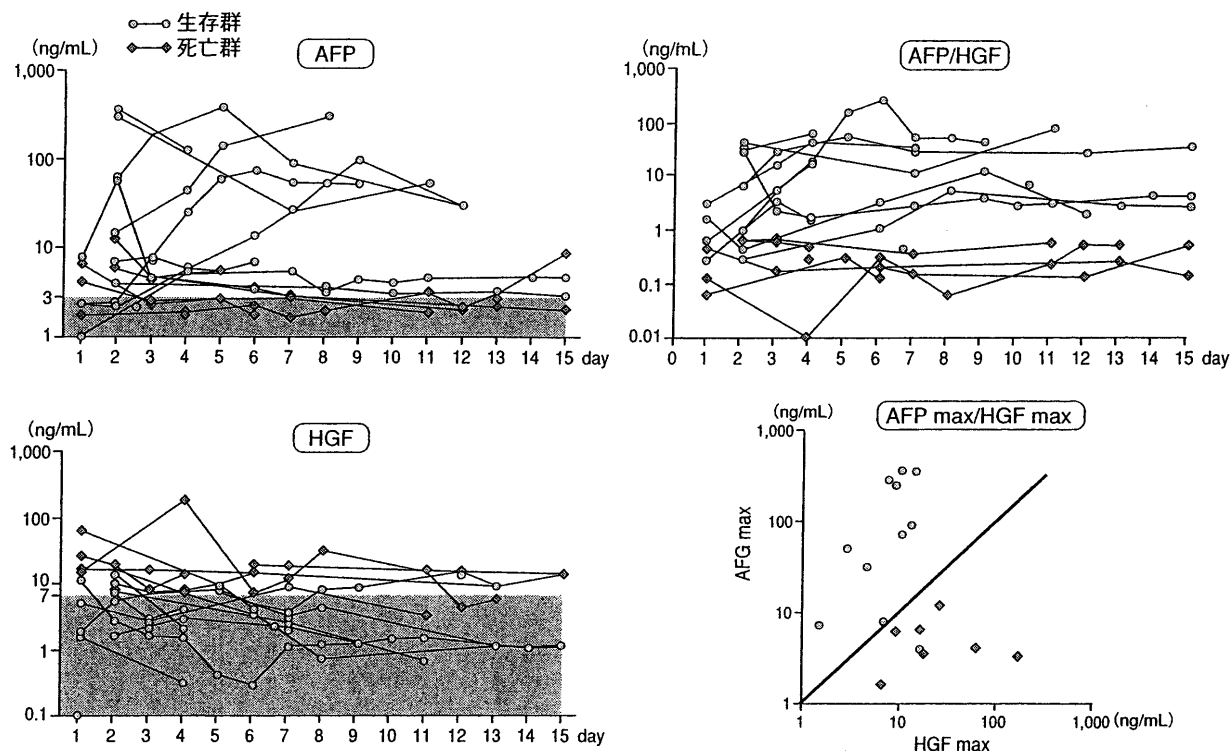 生存群
死亡群
(ng/mL)
AFP
1,000
100
10
3
1
1 2 3 4 5 6 7 8 9 10 11 12 13 14 15 day
(ng/mL)
AFP/HGF
1,000
100
10
1
0.1
0.01
0 1 2 3 4 5 6 7 8 9 10 11 12 13 14 15 day
(ng/mL)
HGF
1,000
100
10
7
1
0.1
1 2 3 4 5 6 7 8 9 10 11 12 13 14 15 day
(ng/mL)
AFP max/HGF max
1,000
100
10
1
AFG max
1 10 100 1,000 (ng/mL)
HGF max